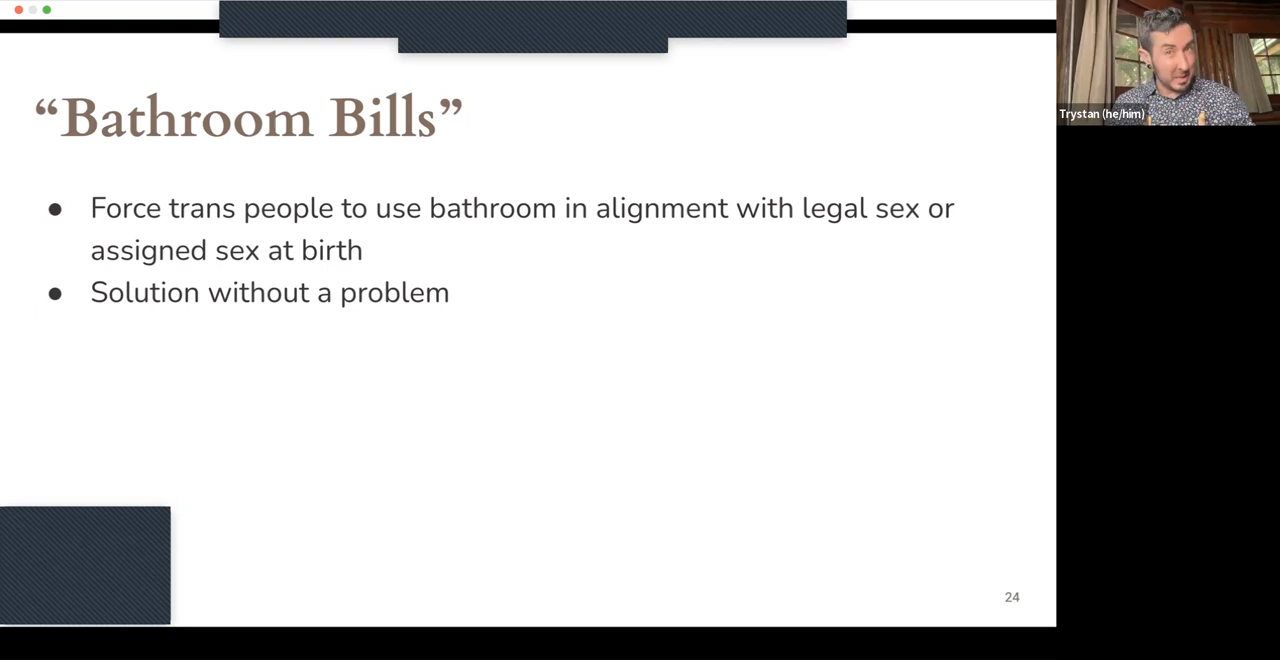 “Bathroom Bills”
● Force trans people to use bathroom in alignment with legal sex or
assigned sex at birth
● Solution without a problem
24
Trystan (he/him)